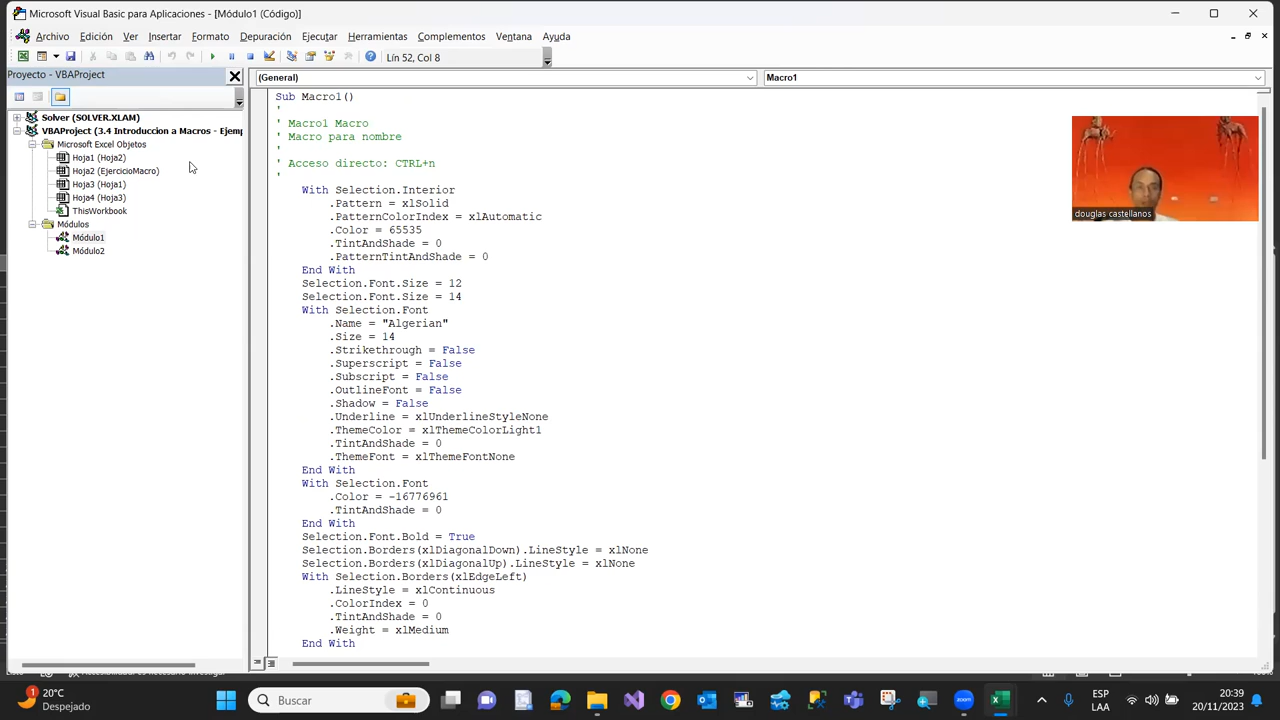 Microsoft Visual Basic para Aplicaciones - [Módulo1 (Código)]
Archivo Edición Ver Insertar Formato Depuración Ejecutar Herramientas Complementos Ventana Ayuda
Lín 52, Col 8
Proyecto - VBAProject
(General)
Macro1
Solver (SOLVER.XLAM)
VBAProject (3.4 Introduccion a Macros - Ejemp
Microsoft Excel Objetos
Hoja1 (Hoja2)
Hoja2 (EjercicioMacro)
Hoja3 (Hoja1)
Hoja4 (Hoja3)
ThisWorkbook
Módulos
Módulo1
Módulo2
Sub Macro1()
'
' Macro1 Macro
' Macro para nombre
'
' Acceso directo: CTRL+n
'
With Selection.Interior
.Pattern = xlSolid
.PatternColorIndex = xlAutomatic
.Color = 65535
.TintAndShade = 0
.PatternTintAndShade = 0
End With
Selection.Font.Size = 12
Selection.Font.Size = 14
With Selection.Font
.Name = "Algerian"
.Size = 14
.Strikethrough = False
.Superscript = False
.Subscript = False
.OutlineFont = False
.Shadow = False
.Underline = xlUnderlineStyleNone
.ThemeColor = xlThemeColorLight1
.TintAndShade = 0
.ThemeFont = xlThemeFontNone
End With
With Selection.Font
.Color = -16776961
.TintAndShade = 0
End With
Selection.Font.Bold = True
Selection.Borders(xlDiagonalDown).LineStyle = xlNone
Selection.Borders(xlDiagonalUp).LineStyle = xlNone
With Selection.Borders(xlEdgeLeft)
.LineStyle = xlContinuous
.ColorIndex = 0
.TintAndShade = 0
.Weight = xlMedium
End With
douglas castellanos
20°C
Despejado
Buscar
ESP
LAA
20:39
20/11/2023